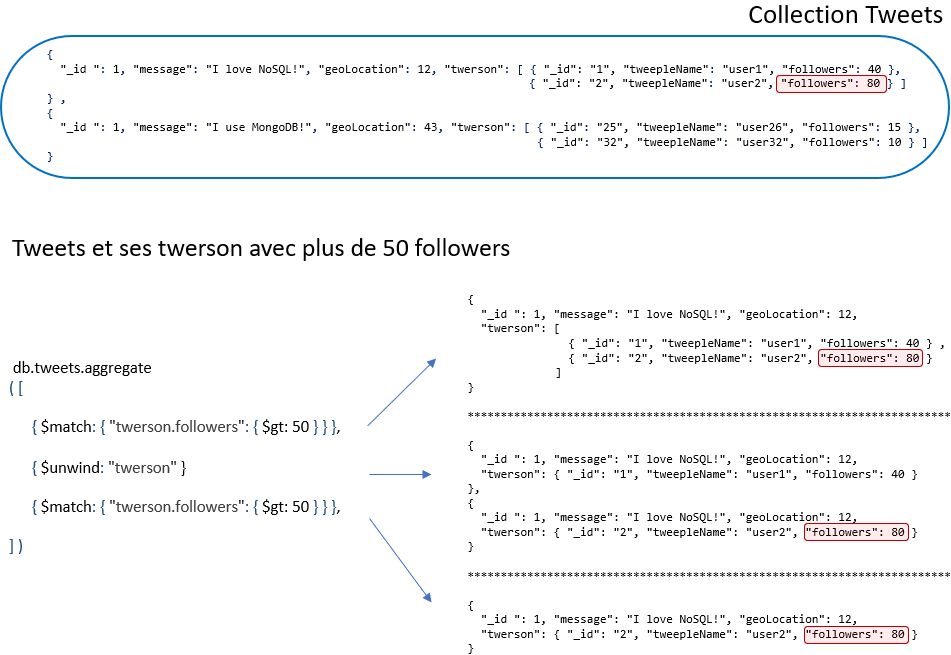 Collection Tweets
{
"_id ": 1, "message": "I love NoSQL!", "geoLocation": 12, "twerson": [ { "_id": "1", "tweepleName": "user1", "followers": 40 },
{ "_id": "2", "tweepleName": "user2", "followers": 80 } ]
} ,
{
"_id ": 1, "message": "I use MongoDB!", "geoLocation": 43, "twerson": [ { "_id": "25", "tweepleName": "user26", "followers": 15 },
{ "_id": "32", "tweepleName": "user32", "followers": 10 } ]
}
Tweets et ses twerson avec plus de 50 followers
db.tweets.aggregate
( [
{ $match: { "twerson.followers": { $gt: 50 } } },
{ $unwind: "twerson" }
{ $match: { "twerson.followers": { $gt: 50 } } },
] )
{
"_id ": 1, "message": "I love NoSQL!", "geoLocation": 12,
"twerson": [
{ "_id": "1", "tweepleName": "user1", "followers": 40 } ,
{ "_id": "2", "tweepleName": "user2", "followers": 80 }
]
}
*************************************************************************
{
"_id ": 1, "message": "I love NoSQL!", "geoLocation": 12,
"twerson": { "_id": "1", "tweepleName": "user1", "followers": 40 }
},
{
"_id ": 1, "message": "I love NoSQL!", "geoLocation": 12,
"twerson": { "_id": "2", "tweepleName": "user2", "followers": 80 }
}
*************************************************************************
{
"_id ": 1, "message": "I love NoSQL!", "geoLocation": 12,
"twerson": { "_id": "2", "tweepleName": "user2", "followers": 80 }
}